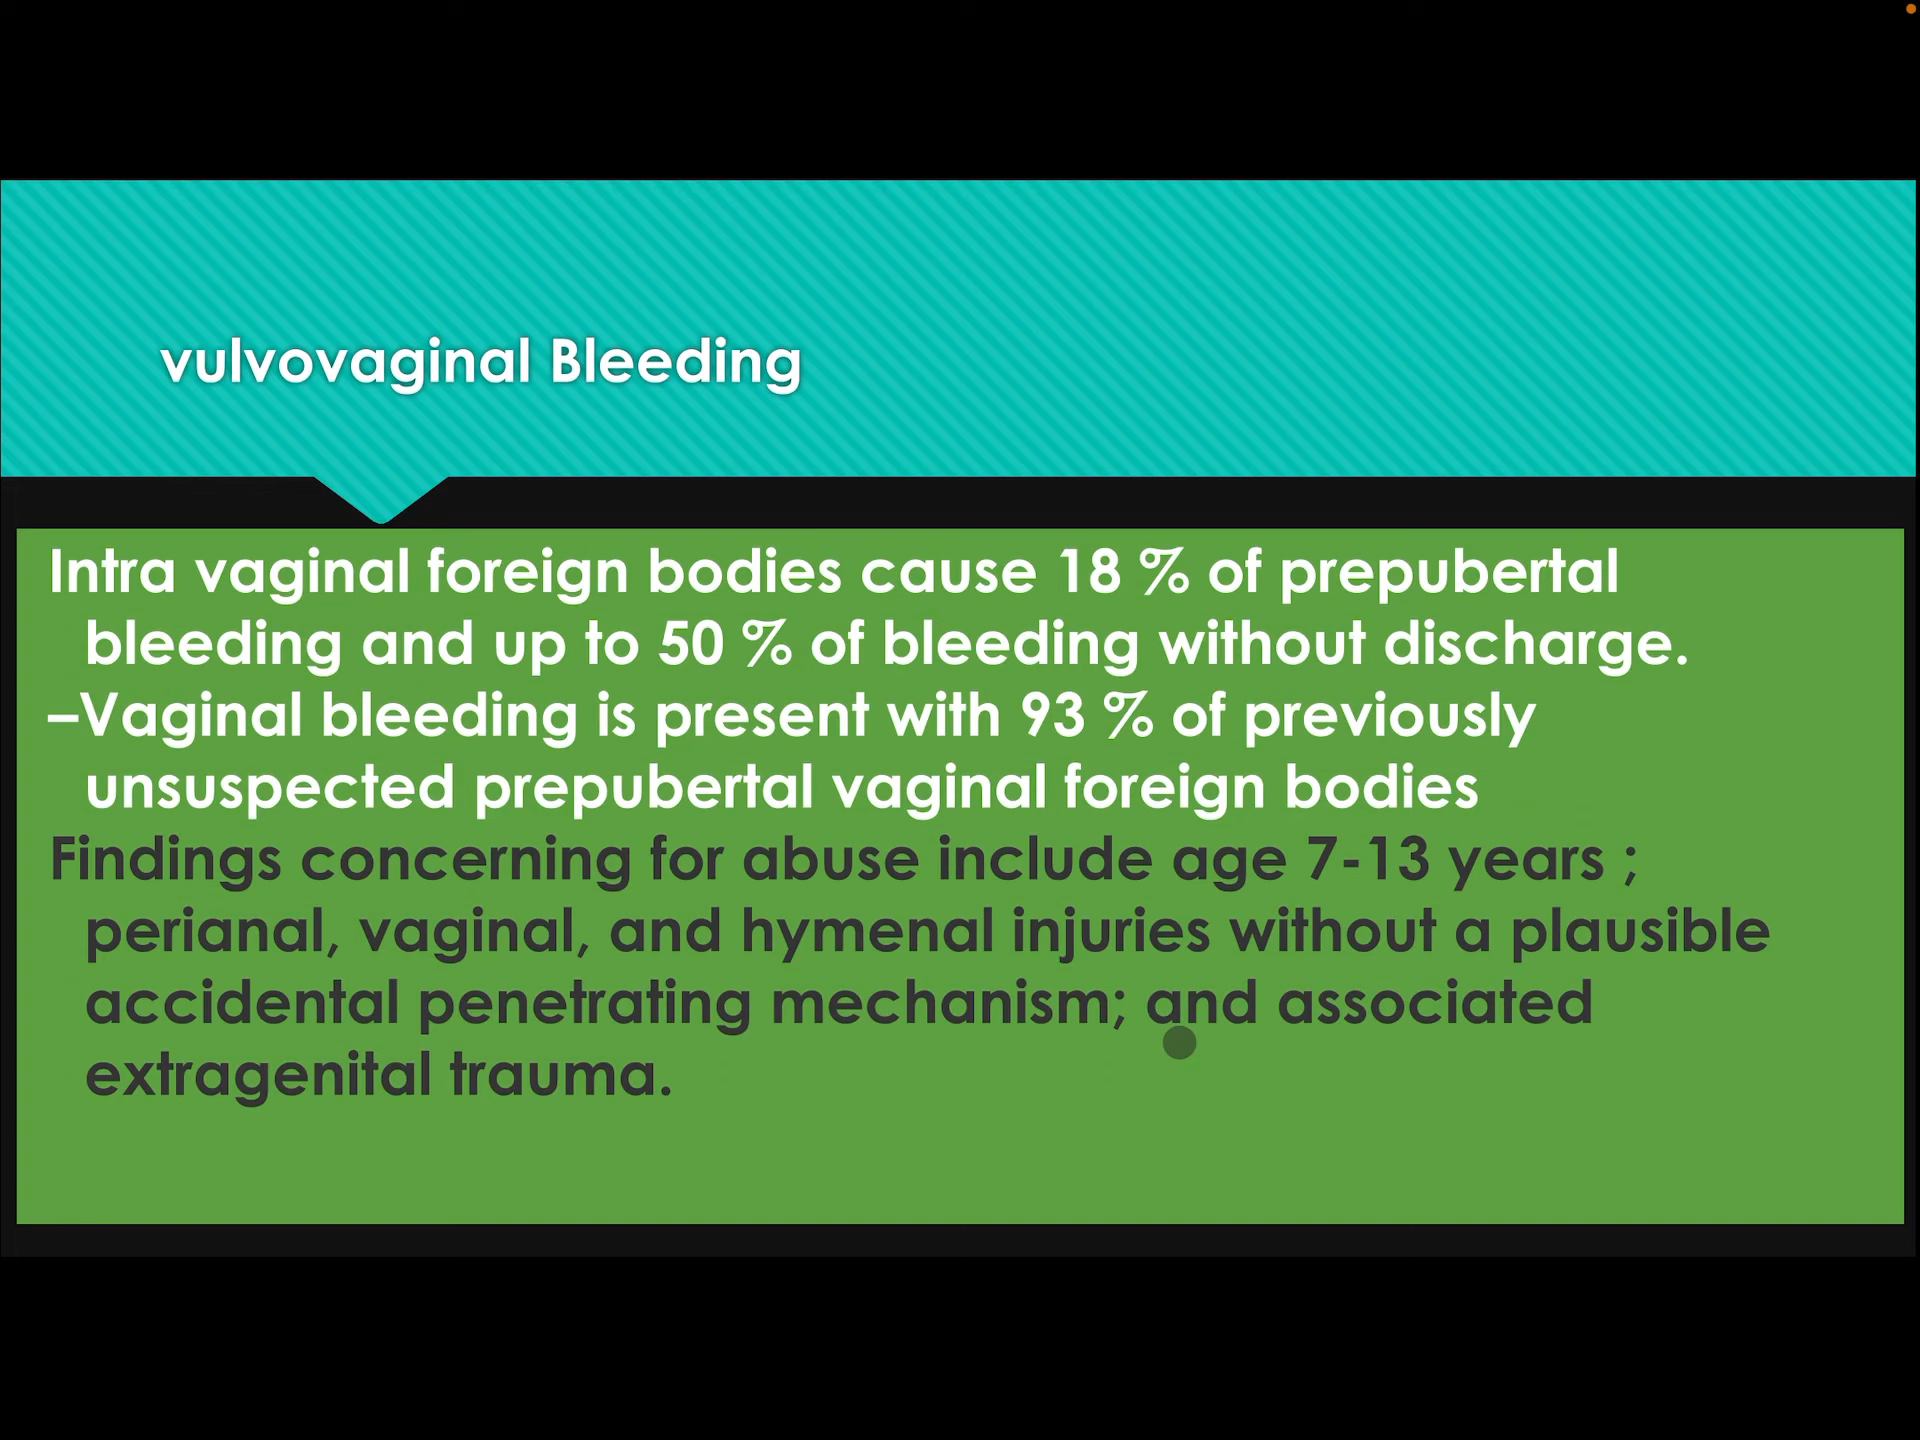 vulvovaginal Bleeding
Intra vaginal foreign bodies cause 18 % of prepubertal
bleeding and up to 50 % of bleeding without discharge.
–Vaginal bleeding is present with 93 % of previously
unsuspected prepubertal vaginal foreign bodies
Findings concerning for abuse include age 7-13 years ;
perianal, vaginal, and hymenal injuries without a plausible
accidental penetrating mechanism; and associated
extragenital trauma.